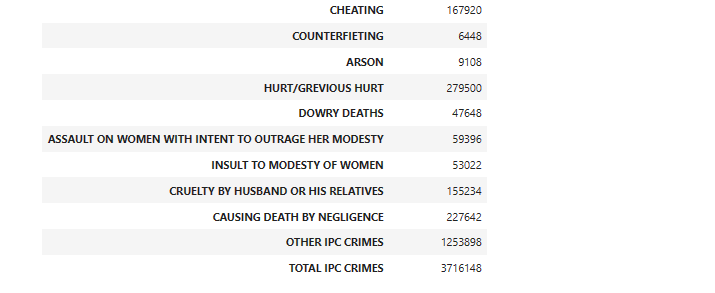 CHEATING 167920
COUNTERFIETING 6448
ARSON 9108
HURT/GREVIOUS HURT 279500
DOWRY DEATHS 47648
ASSAULT ON WOMEN WITH INTENT TO OUTRAGE HER MODESTY 59396
INSULT TO MODESTY OF WOMEN 53022
CRUELTY BY HUSBAND OR HIS RELATIVES 155234
CAUSING DEATH BY NEGLIGENCE 227642
OTHER IPC CRIMES 1253898
TOTAL IPC CRIMES 3716148